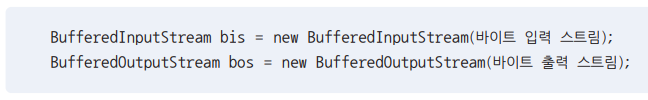 BufferedInputStream bis = new BufferedInputStream(바이트 입력 스트림);
BufferedOutputStream bos = new BufferedOutputStream(바이트 출력 스트림);